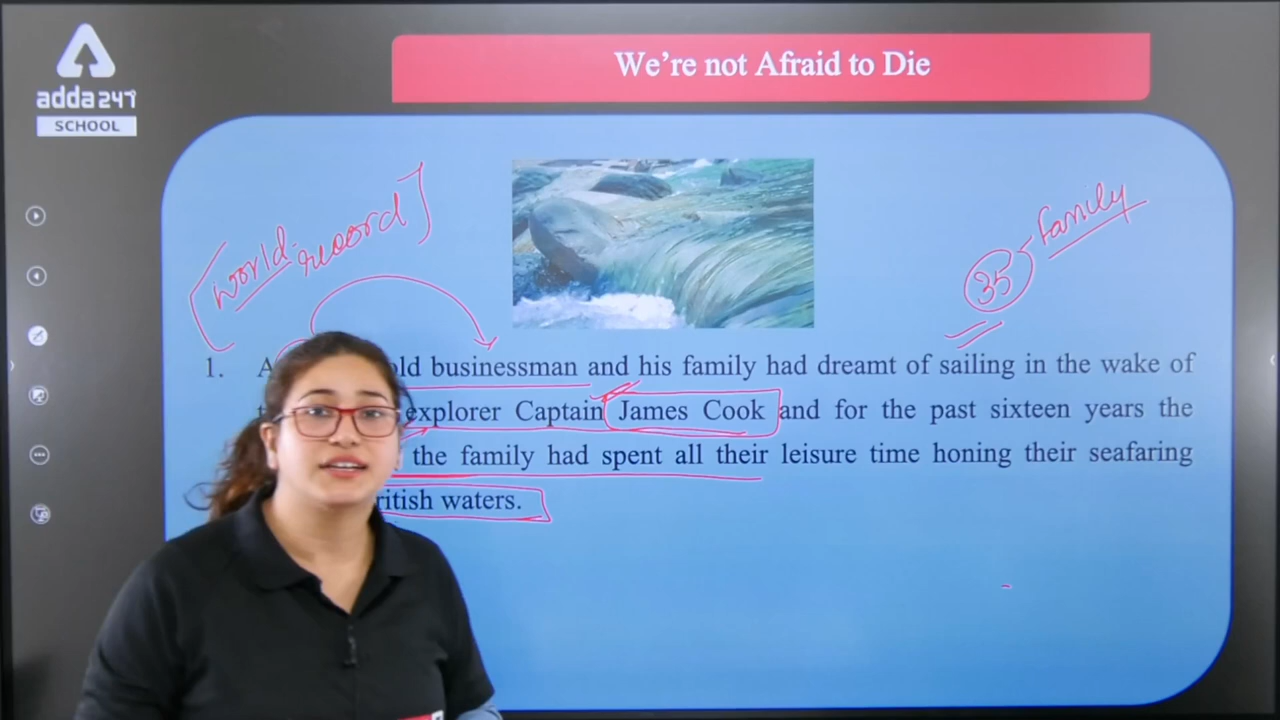 adda247
SCHOOL
We're not Afraid to Die
[world record]
35 family
1. A old businessman and his family had dreamt of sailing in the wake of
explorer Captain James Cook and for the past sixteen years the
the family had spent all their leisure time honing their seafaring
ritish waters.